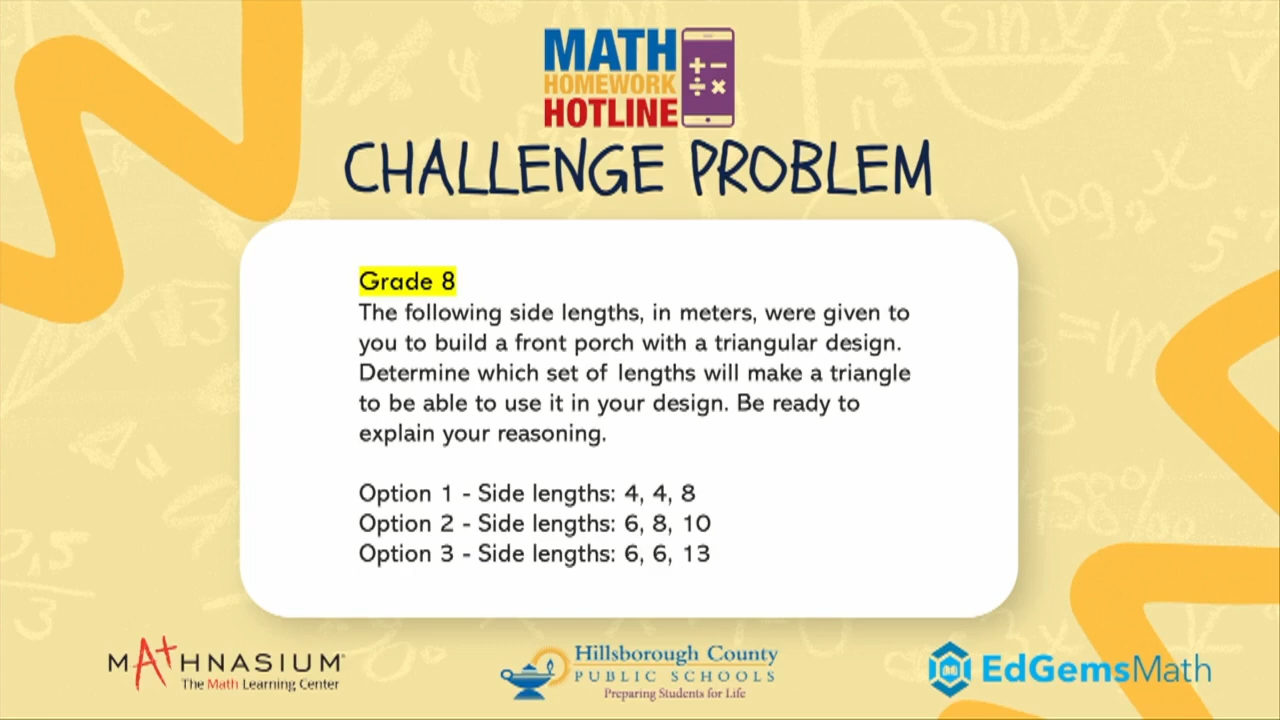 MATH
HOMEWORK
HOTLINE
+ -
÷ ×
CHALLENGE PROBLEM
Grade 8
The following side lengths, in meters, were given to
you to build a front porch with a triangular design.
Determine which set of lengths will make a triangle
to be able to use it in your design. Be ready to
explain your reasoning.
Option 1 - Side lengths: 4, 4, 8
Option 2 - Side lengths: 6, 8, 10
Option 3 - Side lengths: 6, 6, 13
MATHNASIUM
The Math Learning Center
Hillsborough County
PUBLIC SCHOOLS
Preparing Students for Life
EdGemsMath